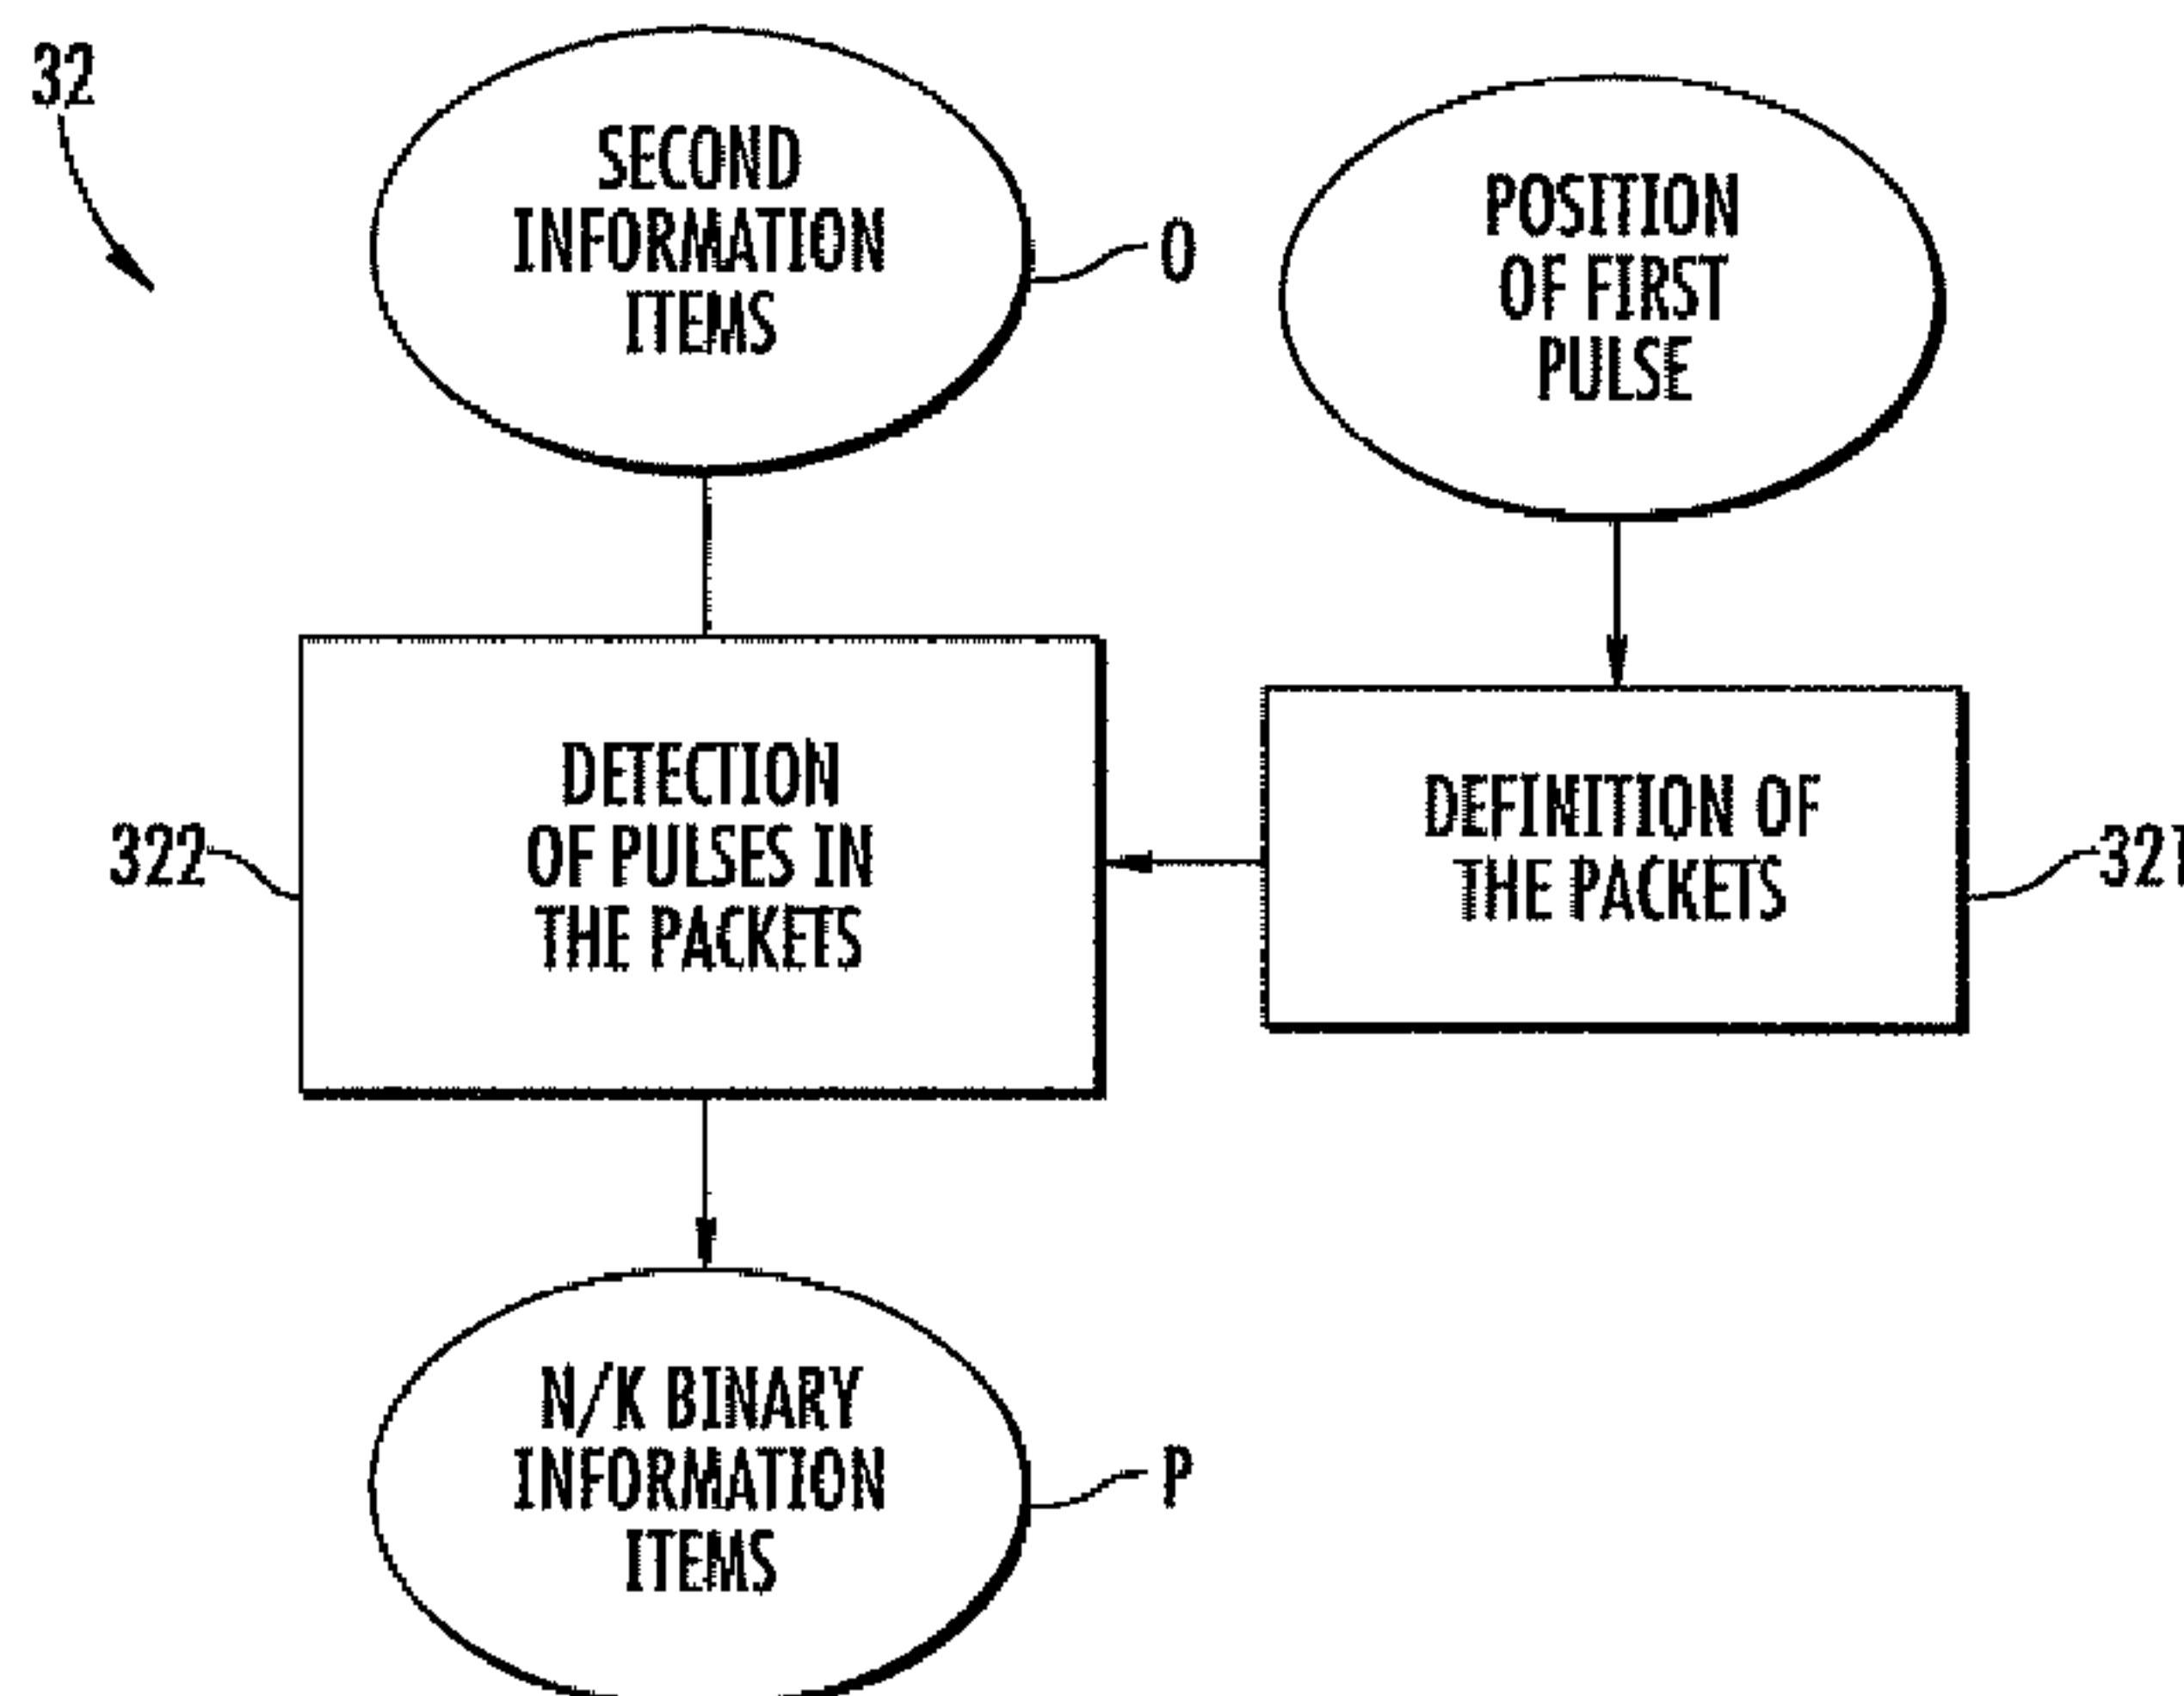 32
SECOND
INFORMATION
ITEMS
O
POSITION
OF FIRST
PULSE
DETECTION
OF PULSES IN
THE PACKETS
322
DEFINITION OF
THE PACKETS
321
N/K BINARY
INFORMATION
ITEMS
P